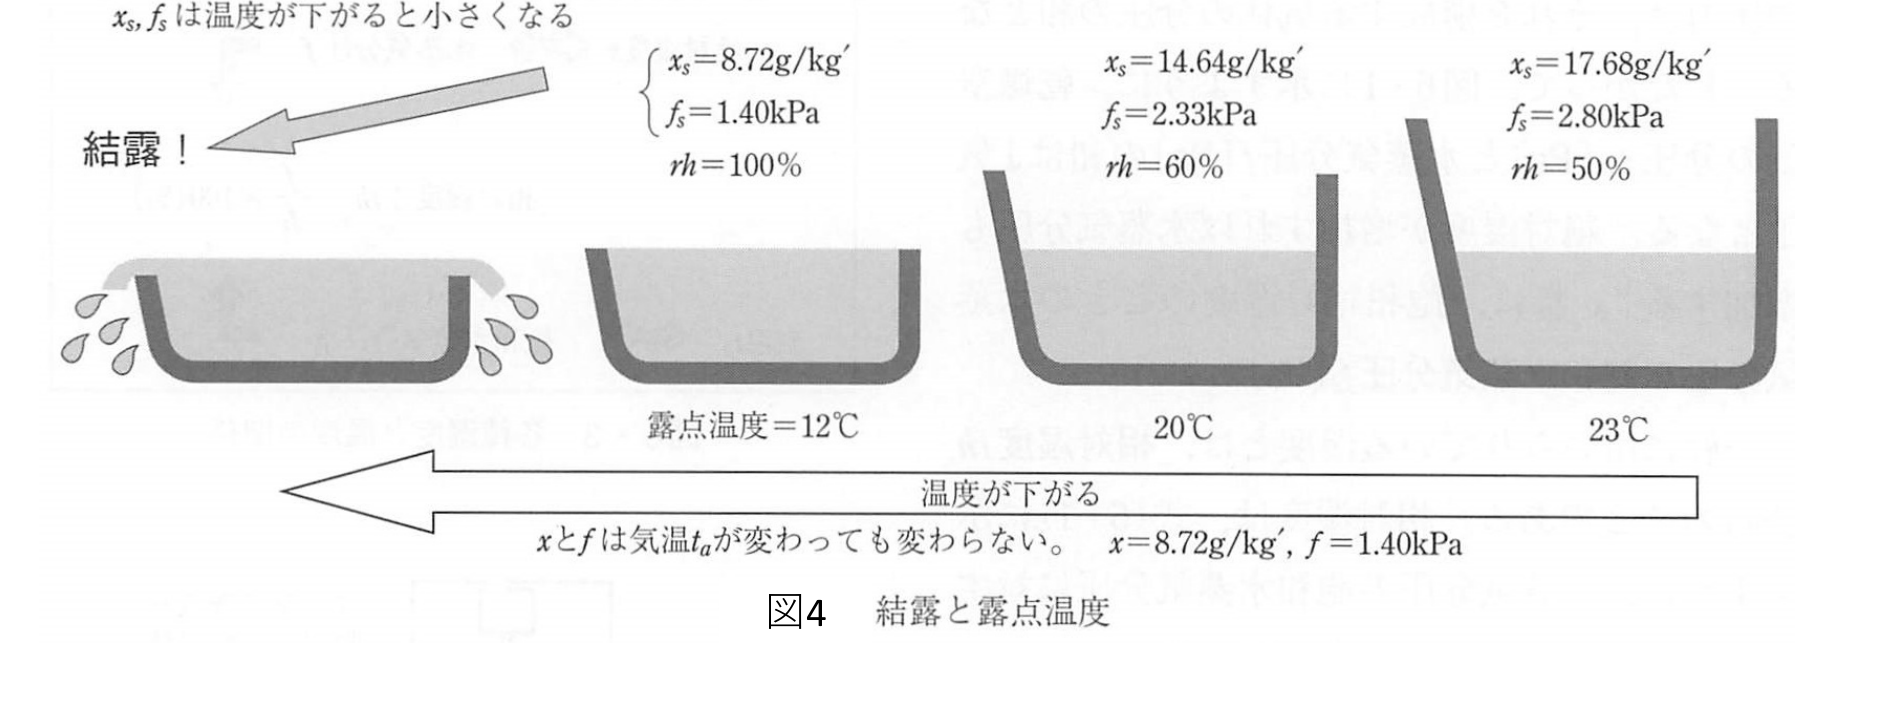 xs, fsは温度が下がると小さくなる
結露！
xs=8.72g/kg′
fs=1.40kPa
rh=100%
xs=14.64g/kg′
fs=2.33kPa
rh=60%
xs=17.68g/kg′
fs=2.80kPa
rh=50%
露点温度=12℃
20℃
23℃
温度が下がる
xとfは気温taが変わっても変わらない。 x=8.72g/kg′, f=1.40kPa
図4 結露と露点温度